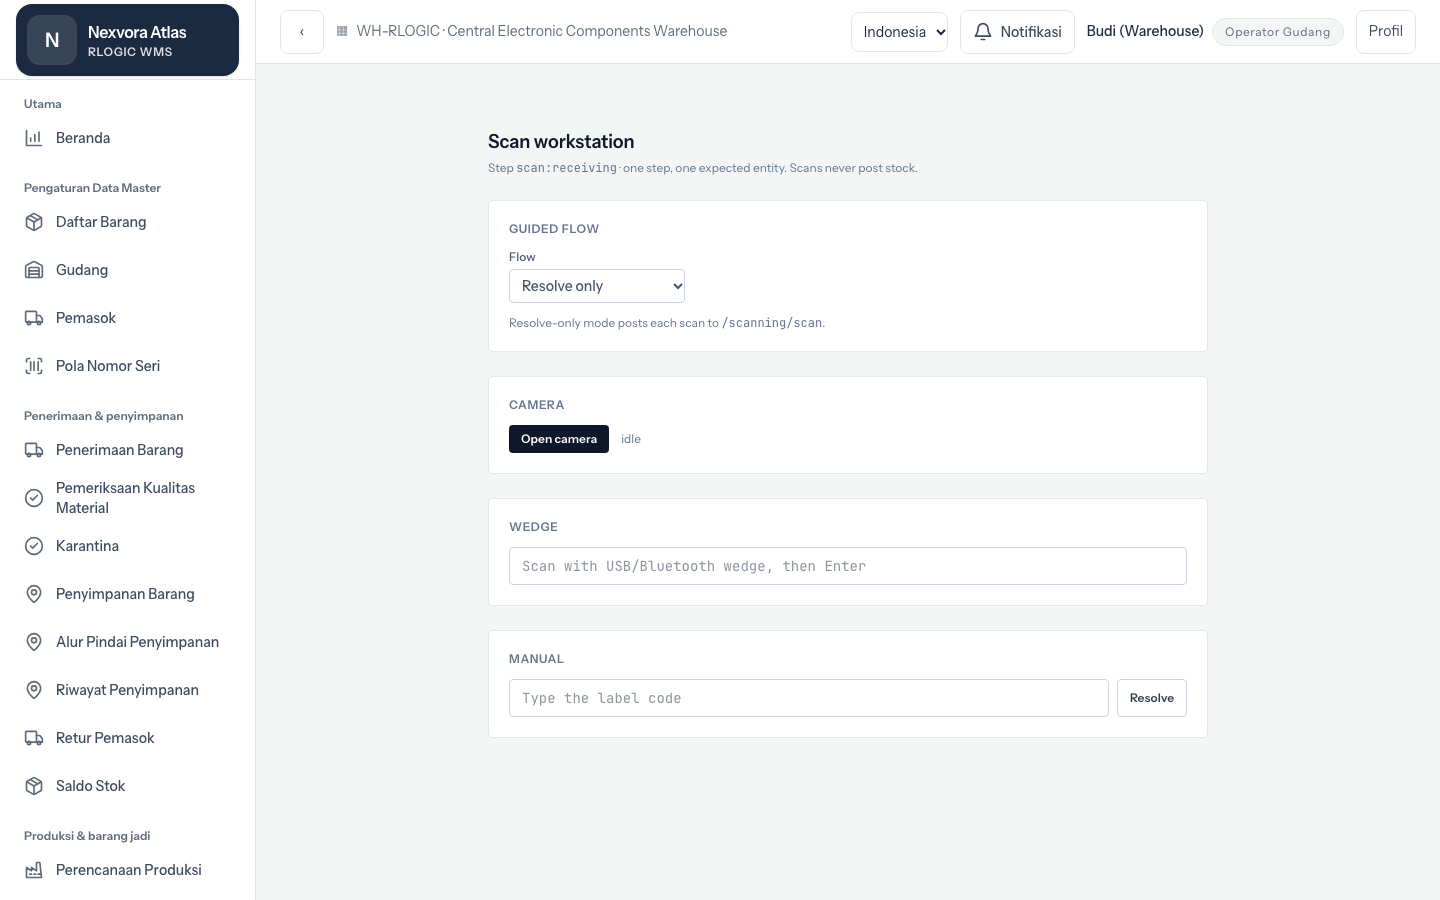 N
Nexvora Atlas
RLOGIC WMS
‹
WH-RLOGIC · Central Electronic Components Warehouse
Indonesia
Notifikasi
Budi (Warehouse)
Operator Gudang
Profil
Utama
Beranda
Pengaturan Data Master
Daftar Barang
Gudang
Pemasok
Pola Nomor Seri
Penerimaan & penyimpanan
Penerimaan Barang
Pemeriksaan Kualitas
Material
Karantina
Penyimpanan Barang
Alur Pindai Penyimpanan
Riwayat Penyimpanan
Retur Pemasok
Saldo Stok
Produksi & barang jadi
Perencanaan Produksi
Scan workstation
Step scan:receiving · one step, one expected entity. Scans never post stock.
GUIDED FLOW
Flow
Resolve only
Resolve-only mode posts each scan to /scanning/scan.
CAMERA
Open camera
idle
WEDGE
Scan with USB/Bluetooth wedge, then Enter
MANUAL
Type the label code
Resolve